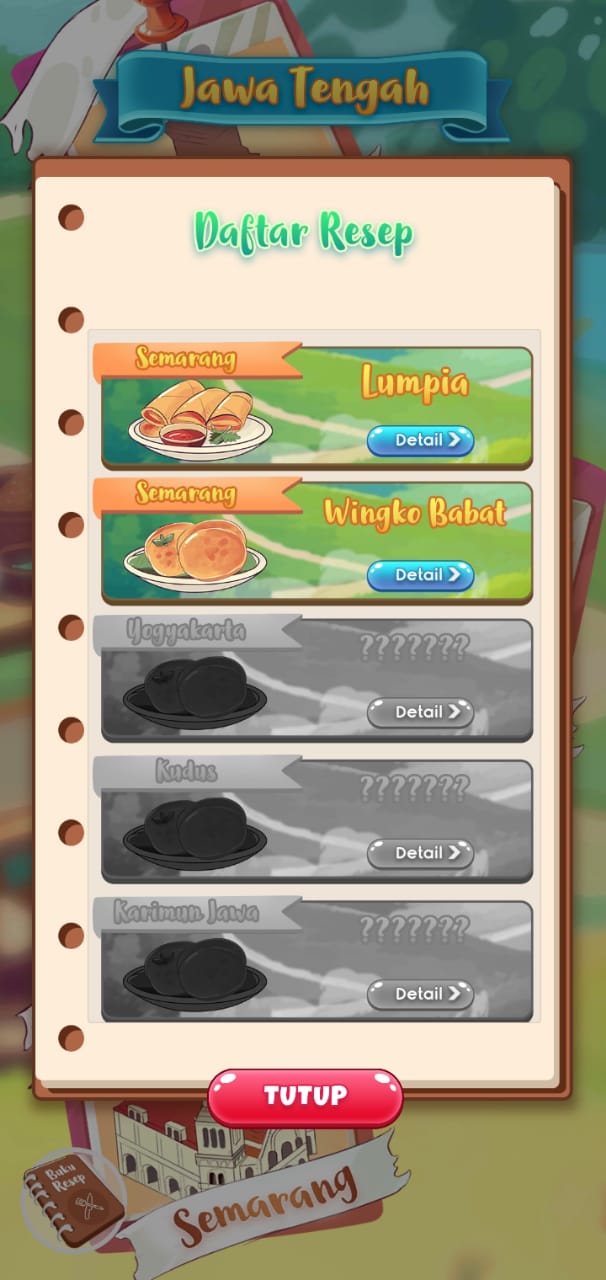 Jawa Tengah
Daftar Resep
Semarang
Lumpia
Detail
Semarang
Wingko Babat
Detail
Yogyakarta
???????
Detail
Kudus
???????
Detail
Karimun Jawa
???????
Detail
TUTUP
Buku
Resep
Semarang